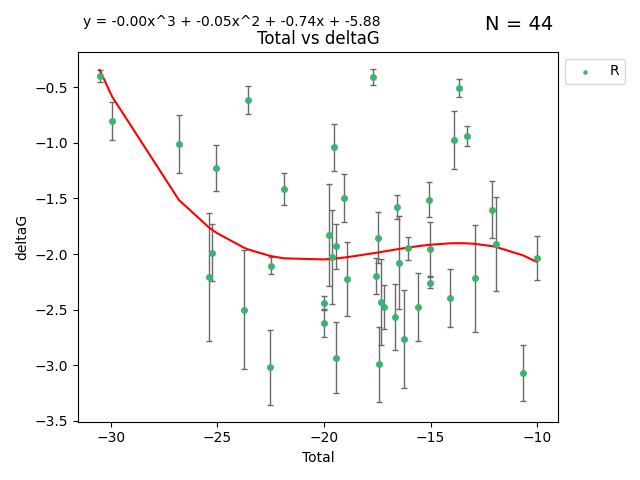 y = -0.00x^3 + -0.05x^2 + -0.74x + -5.88
N = 44
Total vs deltaG
R
−0.5
−1.0
−1.5
−2.0
−2.5
−3.0
−3.5
deltaG
−30 −25 −20 −15 −10
Total